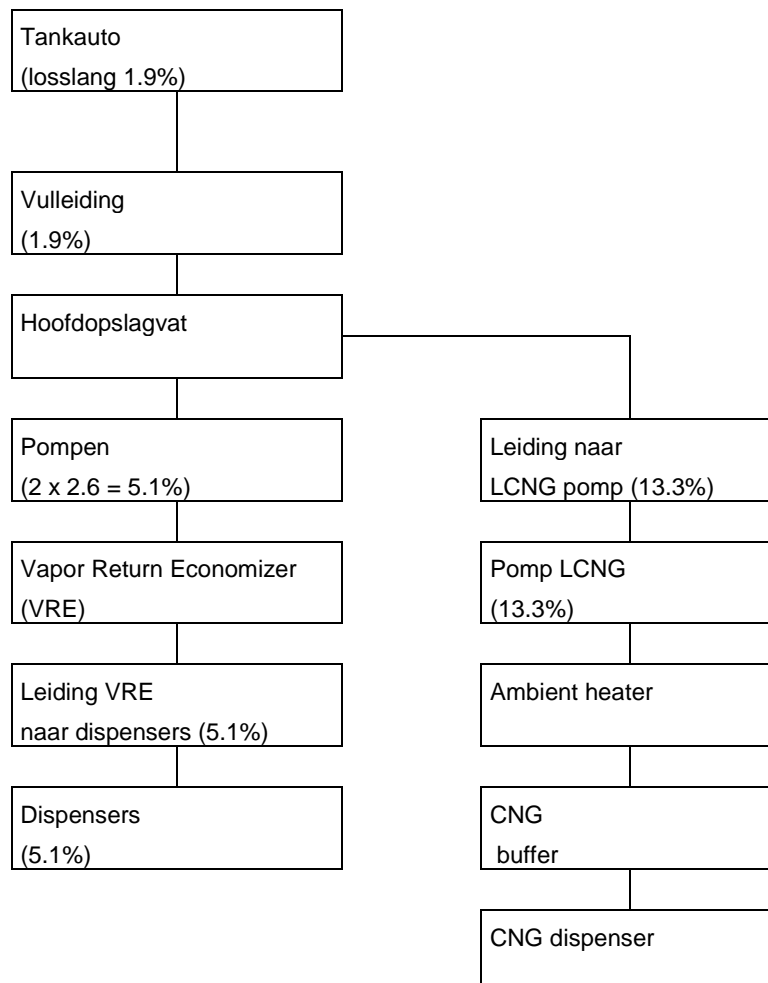 Tankauto
(losslang 1.9%)
Vulleiding
(1.9%)
Hoofdopslagvat
Pompen
(2 x 2.6 = 5.1%)
Vapor Return Economizer
(VRE)
Leiding VRE
naar dispensers (5.1%)
Dispensers
(5.1%)
Leiding naar
LCNG pomp (13.3%)
Pomp LCNG
(13.3%)
Ambient heater
CNG
buffer
CNG dispenser